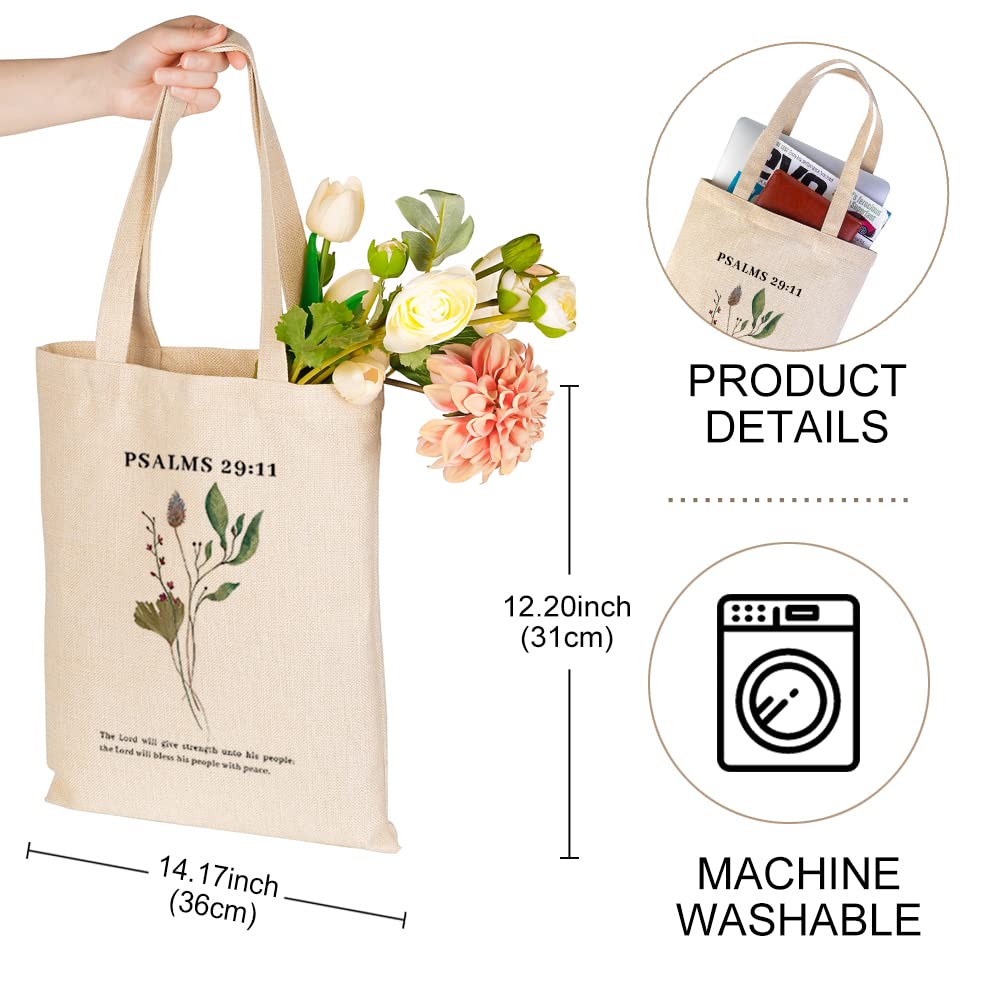 PSALMS 29:11
The Lord will give strength unto his people;
the Lord will bless his people with peace.
14.17inch
(36cm)
12.20inch
(31cm)
PSALMS 29:11
PRODUCT
DETAILS
MACHINE
WASHABLE